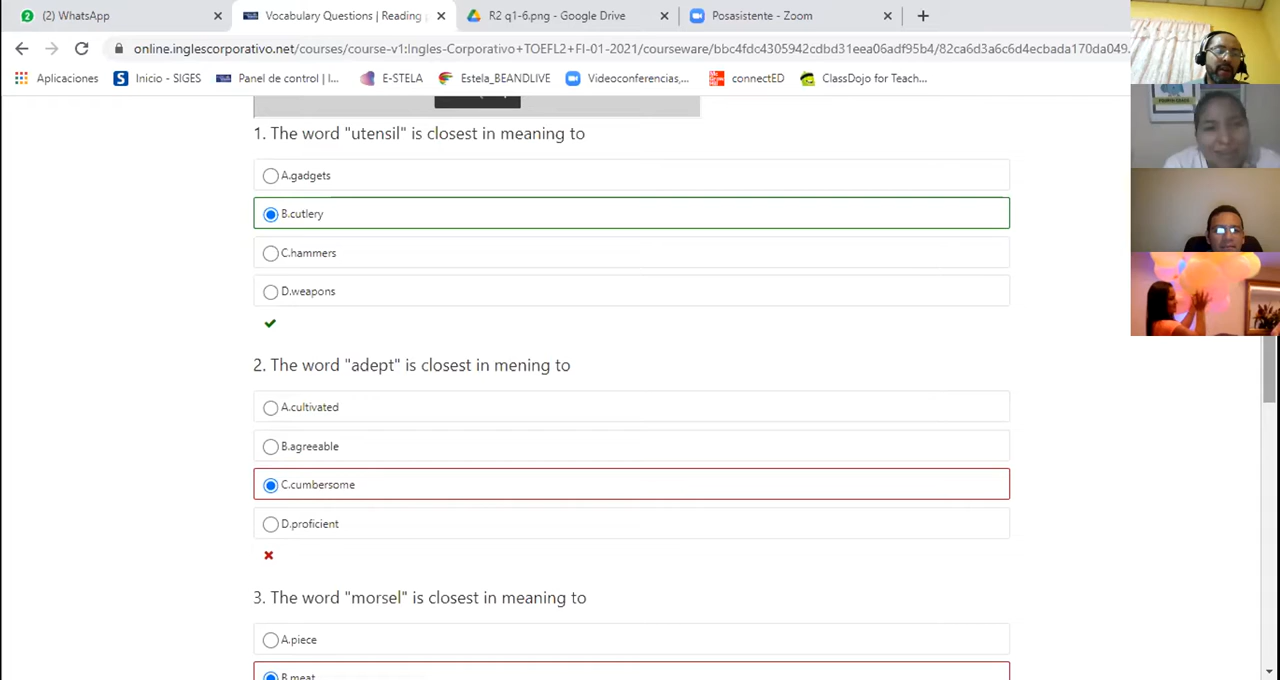 (2) WhatsApp
Vocabulary Questions | Reading
R2 q1-6.png - Google Drive
Posasistente - Zoom
online.inglescorporativo.net/courses/course-v1:Ingles-Corporativo+TOEFL2+FI-01-2021/courseware/bbc4fdc4305942cdbd31eea06adf95b4/82ca6d3a6c6d4ecbada170da049...
Aplicaciones
Inicio - SIGES
Panel de control | I...
E-STELA
Estela_BEANDLIVE
Videoconferencias,...
connectED
ClassDojo for Teach...
1. The word "utensil" is closest in meaning to
A.gadgets
B.cutlery
C.hammers
D.weapons
2. The word "adept" is closest in mening to
A.cultivated
B.agreeable
C.cumbersome
D.proficient
3. The word "morsel" is closest in meaning to
A.piece
B.meat